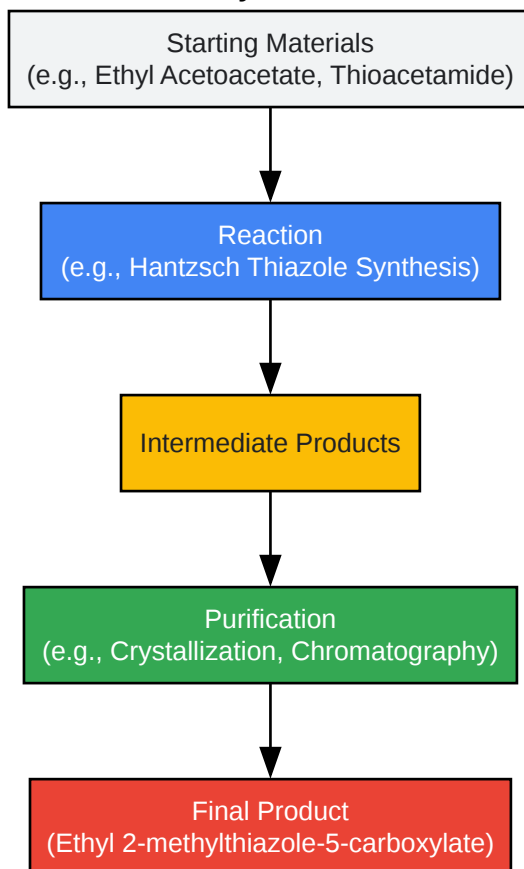 Starting Materials
(e.g., Ethyl Acetoacetate, Thioacetamide)
Reaction
(e.g., Hantzsch Thiazole Synthesis)
Intermediate Products
Purification
(e.g., Crystallization, Chromatography)
Final Product
(Ethyl 2-methylthiazole-5-carboxylate)